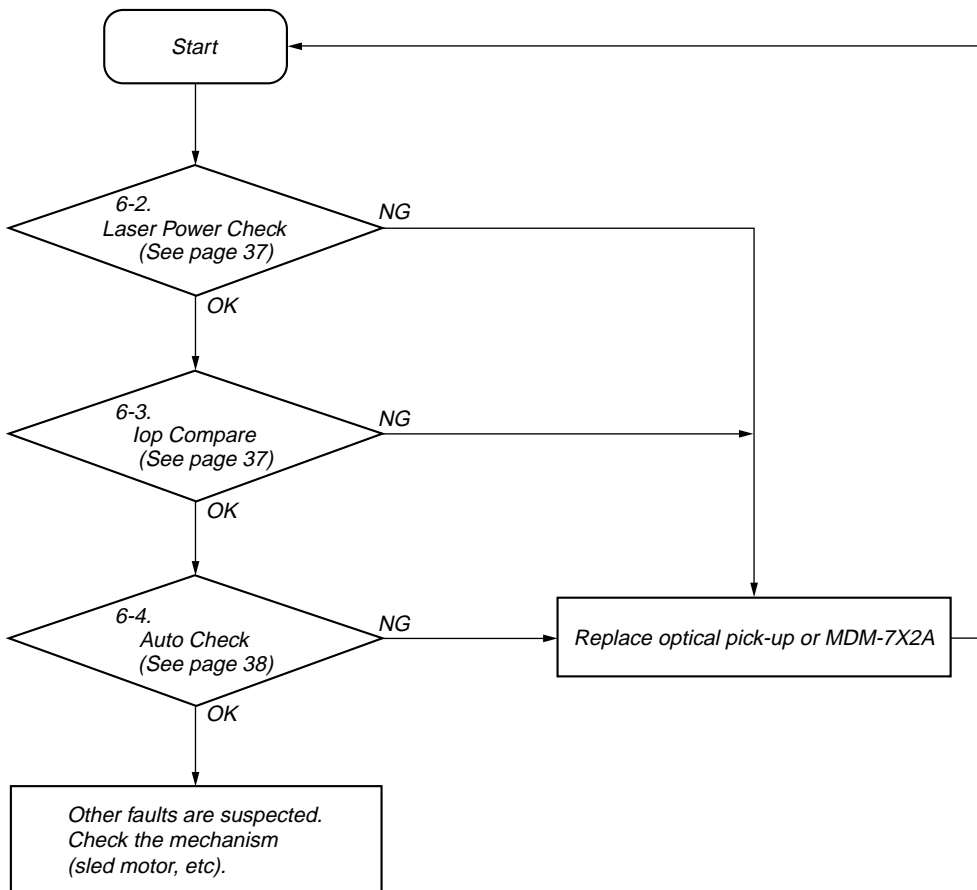 Start
6-2.
Laser Power Check
(See page 37)
NG
OK
6-3.
Iop Compare
(See page 37)
NG
OK
6-4.
Auto Check
(See page 38)
NG
Replace optical pick-up or MDM-7X2A
OK
Other faults are suspected.
Check the mechanism
(sled motor, etc).